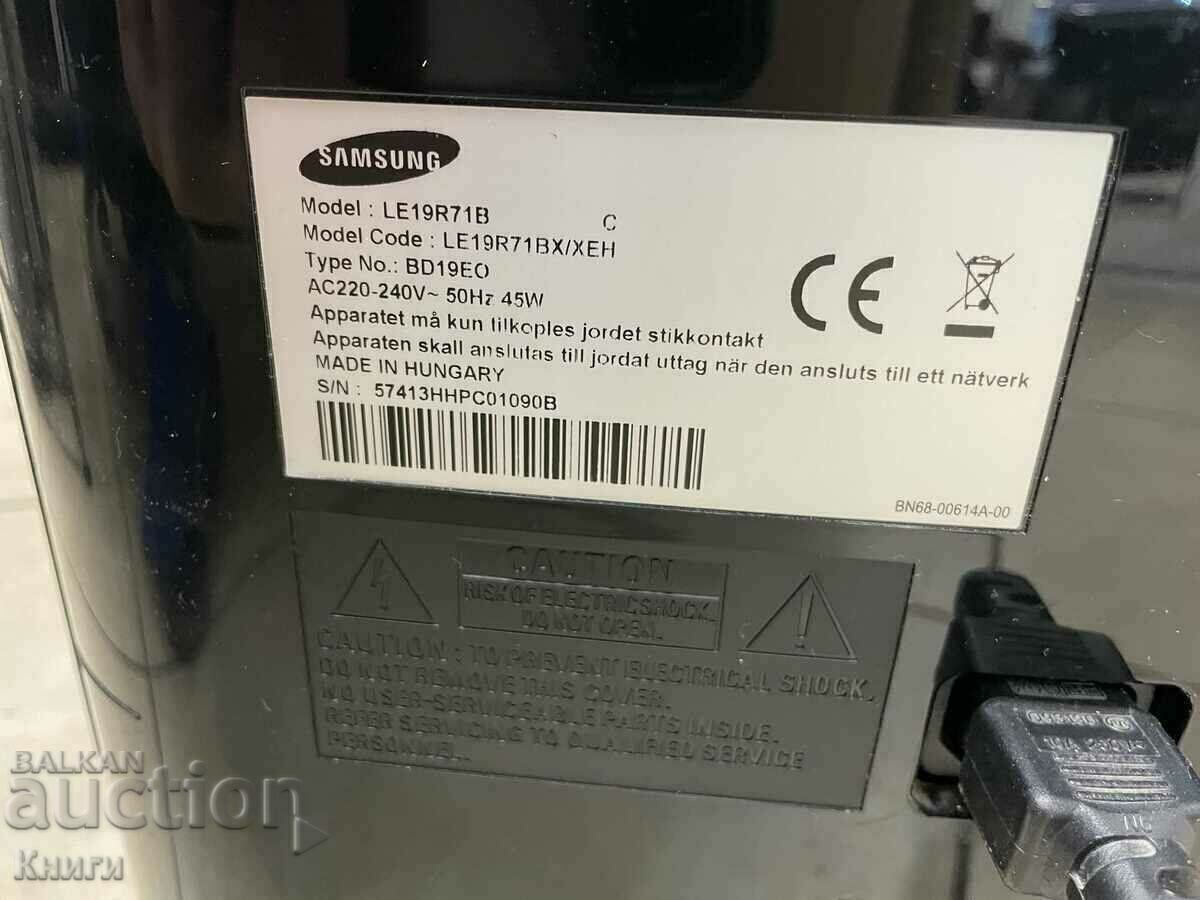 SAMSUNG
Model : LE19R71B C
Model Code : LE19R71BX/XEH
Type No.: BD19EO
AC220-240V~ 50Hz 45W
Apparatet må kun tilkoples jordet stikkontakt
Apparaten skall anslutas till jordat uttag när den ansluts till ett nätverk
MADE IN HUNGARY
S/N : 57413HHPC01090B
BN68-00614A-00
CE
CAUTION
RISK OF ELECTRIC SHOCK.
DO NOT OPEN.
CAUTION : TO PREVENT ELECTRICAL SHOCK,
DO NOT REMOVE THIS COVER.
NO USER-SERVICEABLE PARTS INSIDE.
REFER SERVICING TO QUALIFIED SERVICE
PERSONNEL.
BALKAN
auction
Книги